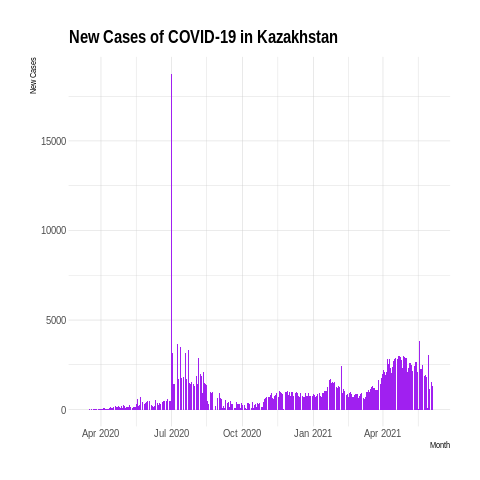 New Cases of COVID-19 in Kazakhstan
New Cases
15000
10000
5000
0
Apr 2020 Jul 2020 Oct 2020 Jan 2021 Apr 2021
Month